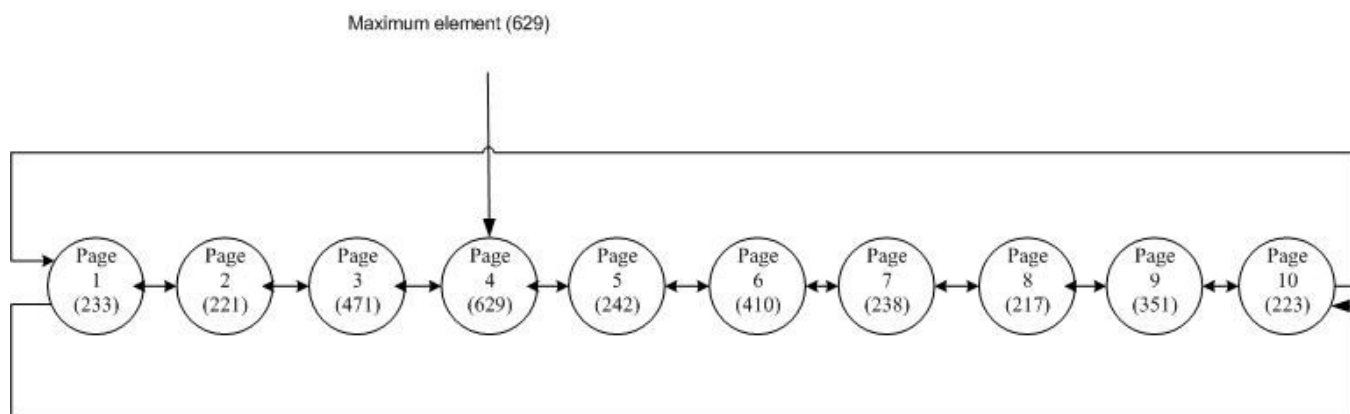 Maximum element (629)
Page
1
(233)
Page
2
(221)
Page
3
(471)
Page
4
(629)
Page
5
(242)
Page
6
(410)
Page
7
(238)
Page
8
(217)
Page
9
(351)
Page
10
(223)